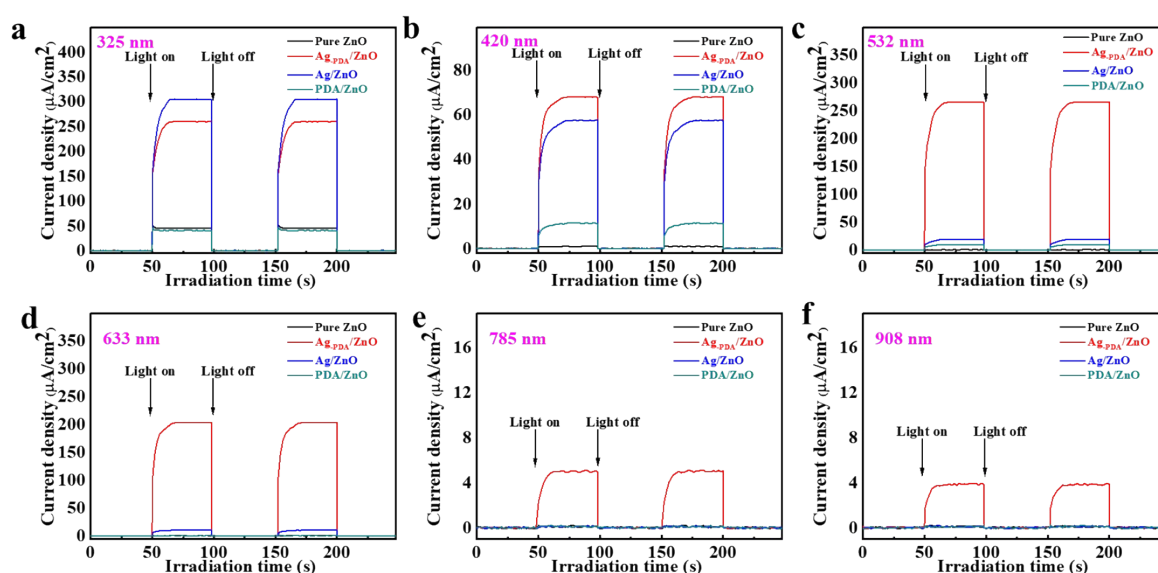 a
325 nm
Light on
Light off
Pure ZnO
Ag-PDA/ZnO
Ag/ZnO
PDA/ZnO
Current density (μA/cm²)
400
350
300
250
200
150
100
50
0
0 50 100 150 200
Irradiation time (s)
b
420 nm
Light on
Light off
Pure ZnO
Ag-PDA/ZnO
Ag/ZnO
PDA/ZnO
Current density (μA/cm²)
80
60
40
20
0
0 50 100 150 200
Irradiation time (s)
c
532 nm
Light on
Light off
Pure ZnO
Ag-PDA/ZnO
Ag/ZnO
PDA/ZnO
Current density (μA/cm²)
350
300
250
200
150
100
50
0
0 50 100 150 200
Irradiation time (s)
d
633 nm
Light on
Light off
Pure ZnO
Ag-PDA/ZnO
Ag/ZnO
PDA/ZnO
Current density (μA/cm²)
350
300
250
200
150
100
50
0
0 50 100 150 200
Irradiation time (s)
e
785 nm
Light on
Light off
Pure ZnO
Ag-PDA/ZnO
Ag/ZnO
PDA/ZnO
Current density (μA/cm²)
16
12
8
4
0
0 50 100 150 200
Irradiation time (s)
f
908 nm
Light on
Light off
Pure ZnO
Ag-PDA/ZnO
Ag/ZnO
PDA/ZnO
Current density (μA/cm²)
16
12
8
4
0
0 50 100 150 200
Irradiation time (s)